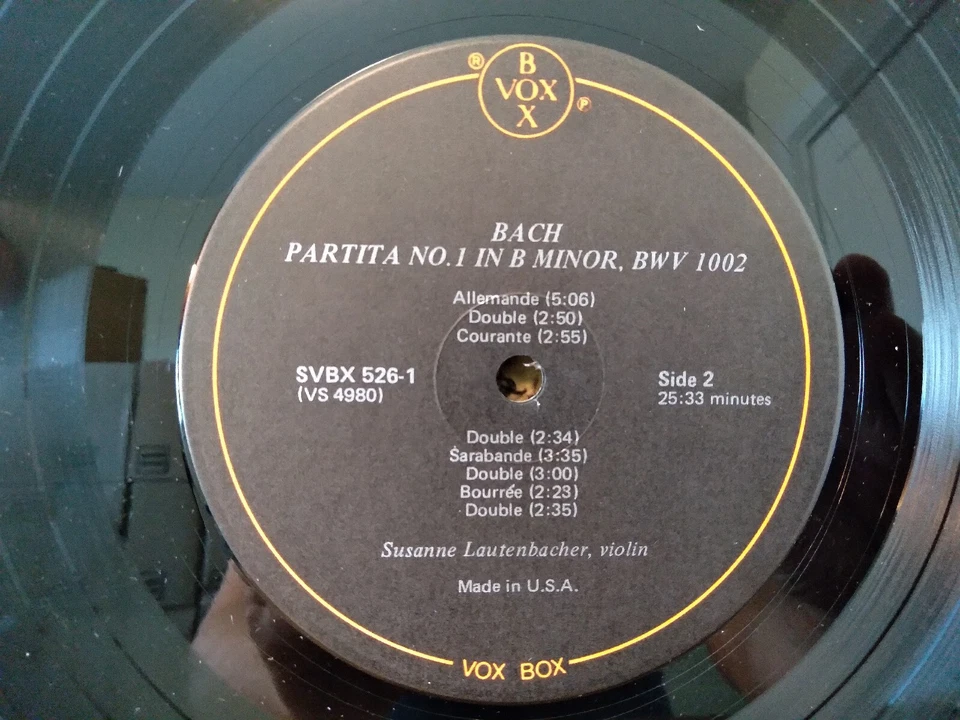 ®
B
VOX
X
℗
BACH
PARTITA NO.1 IN B MINOR, BWV 1002
Allemande (5:06)
Double (2:50)
Courante (2:55)
SVBX 526-1
(VS 4980)
Side 2
25:33 minutes
Double (2:34)
Sarabande (3:35)
Double (3:00)
Bourrée (2:23)
Double (2:35)
Susanne Lautenbacher, violin
Made in U.S.A.
VOX BOX